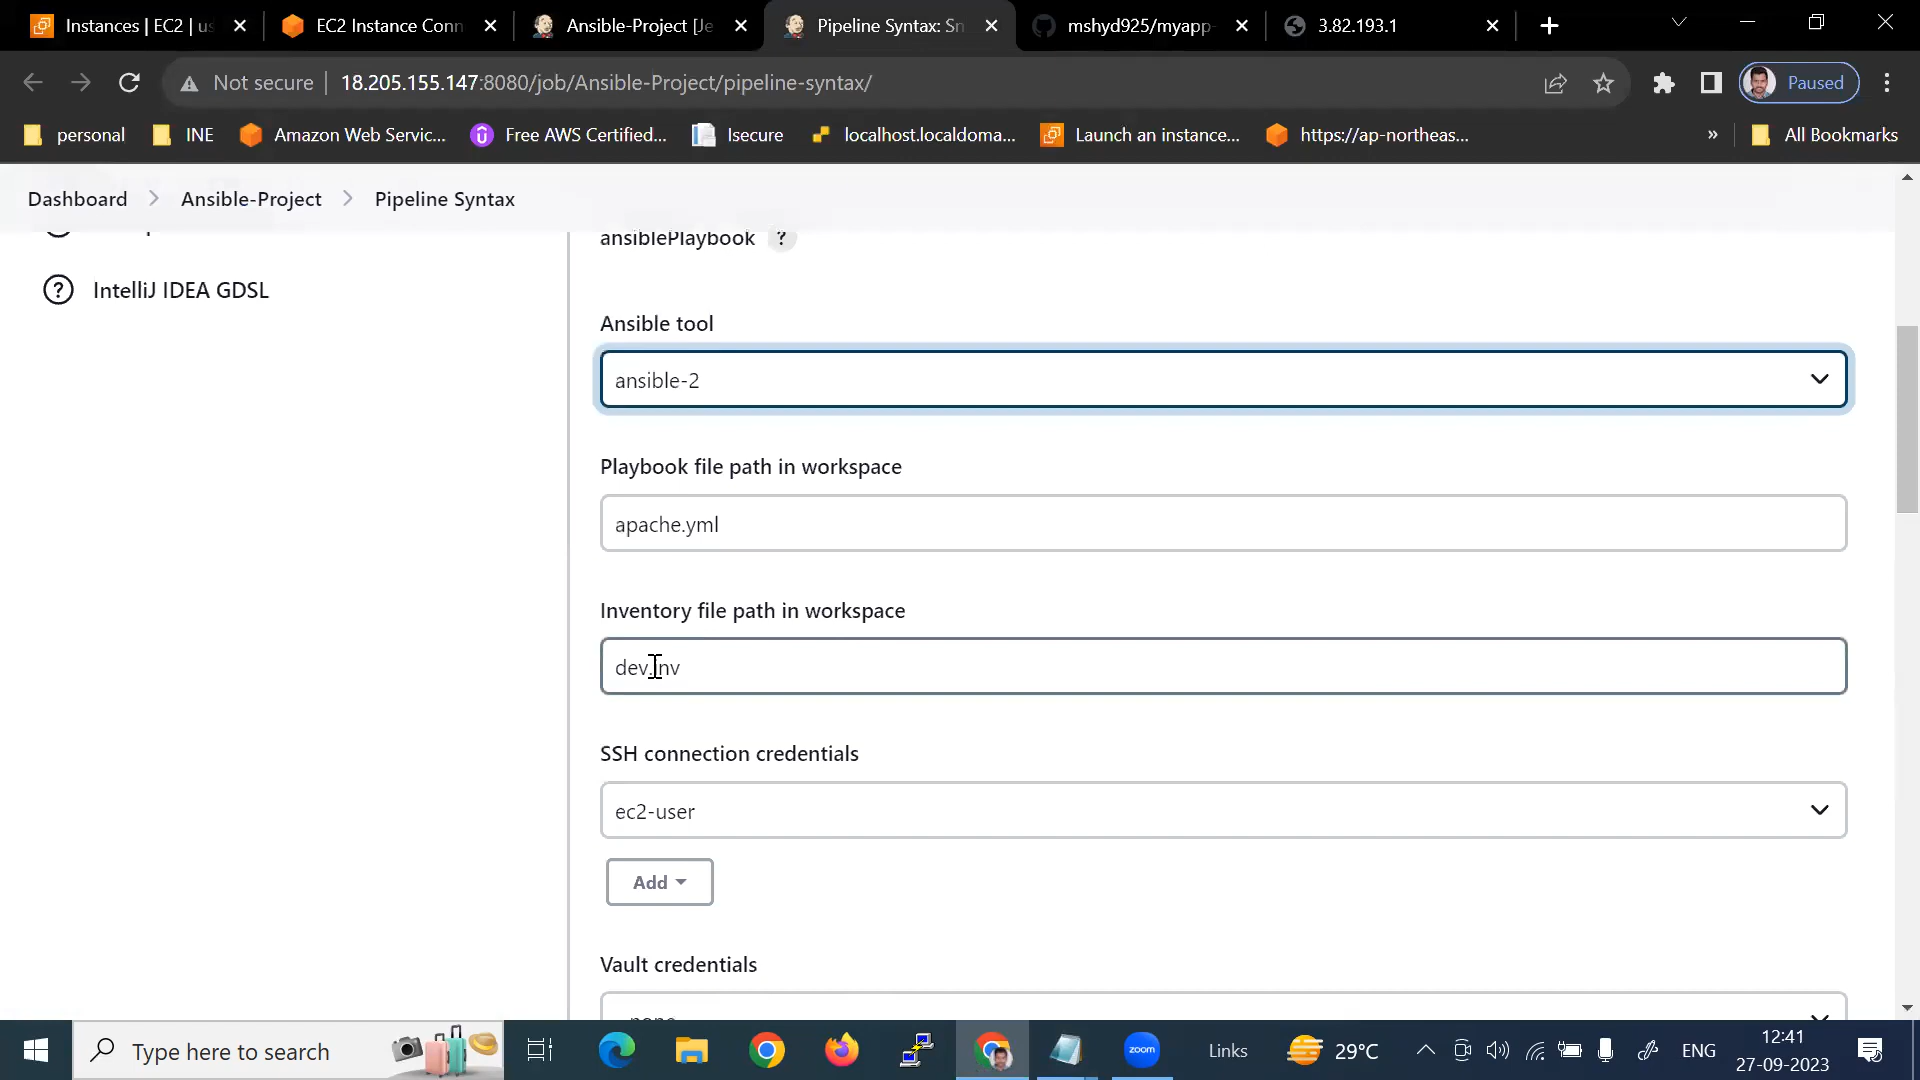 Instances | EC2 | us
EC2 Instance Conn
Ansible-Project [Je
Pipeline Syntax: Sn
mshyd925/myapp-
3.82.193.1
Not secure
18.205.155.147:8080/job/Ansible-Project/pipeline-syntax/
Paused
personal
INE
Amazon Web Servic...
Free AWS Certified...
Isecure
localhost.localdoma...
Launch an instance...
https://ap-northeas...
»
All Bookmarks
Dashboard > Ansible-Project > Pipeline Syntax
ansiblePlaybook ?
? IntelliJ IDEA GDSL
Ansible tool
ansible-2
Playbook file path in workspace
apache.yml
Inventory file path in workspace
dev.inv
SSH connection credentials
ec2-user
Add
Vault credentials
Type here to search
zoom
Links
29°C
ENG
12:41
27-09-2023